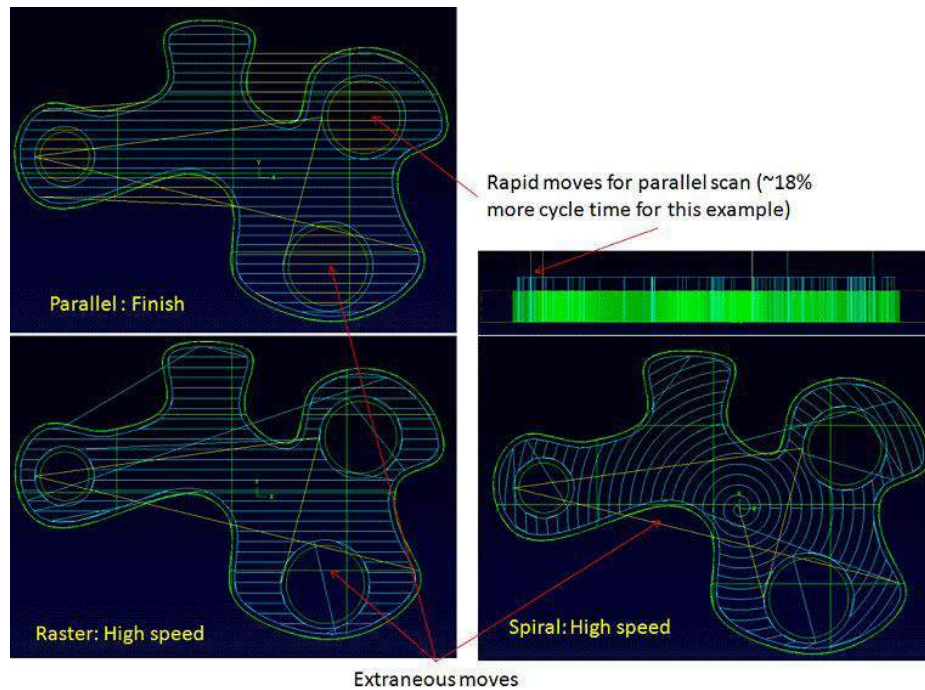 Rapid moves for parallel scan (~18%
more cycle time for this example)
Parallel : Finish
Raster: High speed
Spiral: High speed
Extraneous moves